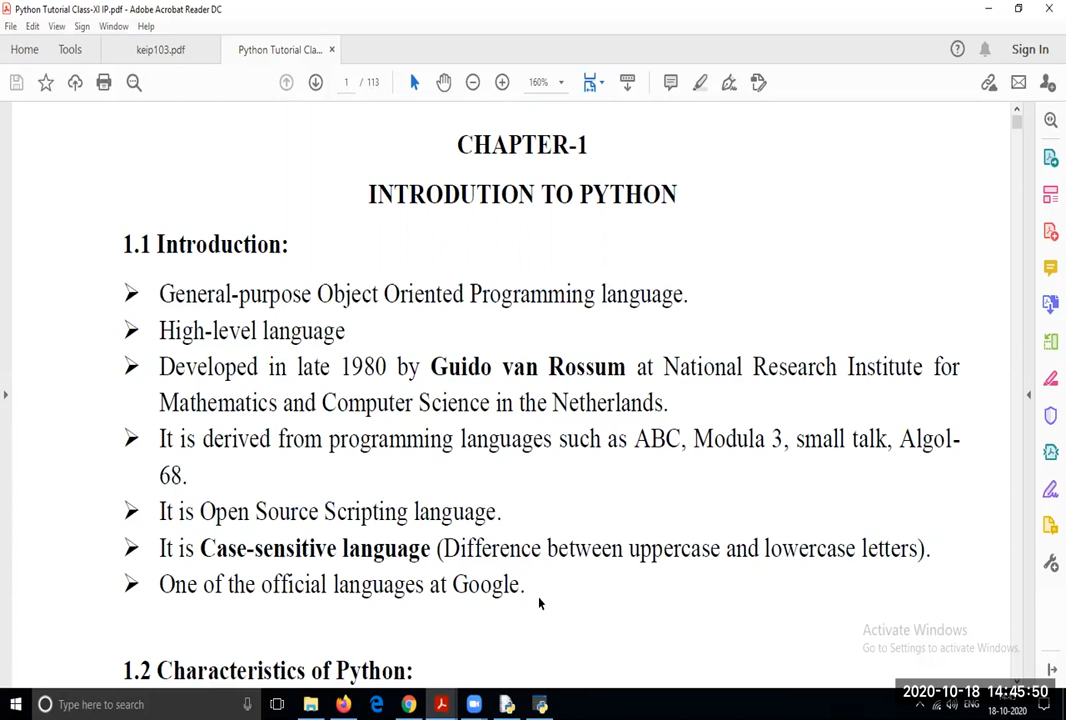 Python Tutorial Class-XI IP.pdf - Adobe Acrobat Reader DC
File Edit View Sign Window Help
Home Tools keip103.pdf Python Tutorial Cla... × Sign In
1 / 113 160%
CHAPTER-1
INTRODUTION TO PYTHON
1.1 Introduction:
➢ General-purpose Object Oriented Programming language.
➢ High-level language
➢ Developed in late 1980 by Guido van Rossum at National Research Institute for
Mathematics and Computer Science in the Netherlands.
➢ It is derived from programming languages such as ABC, Modula 3, small talk, Algol-
68.
➢ It is Open Source Scripting language.
➢ It is Case-sensitive language (Difference between uppercase and lowercase letters).
➢ One of the official languages at Google.
Activate Windows
Go to Settings to activate Windows.
1.2 Characteristics of Python:
Type here to search
2020-10-18 14:45:50
ENG
18-10-2020